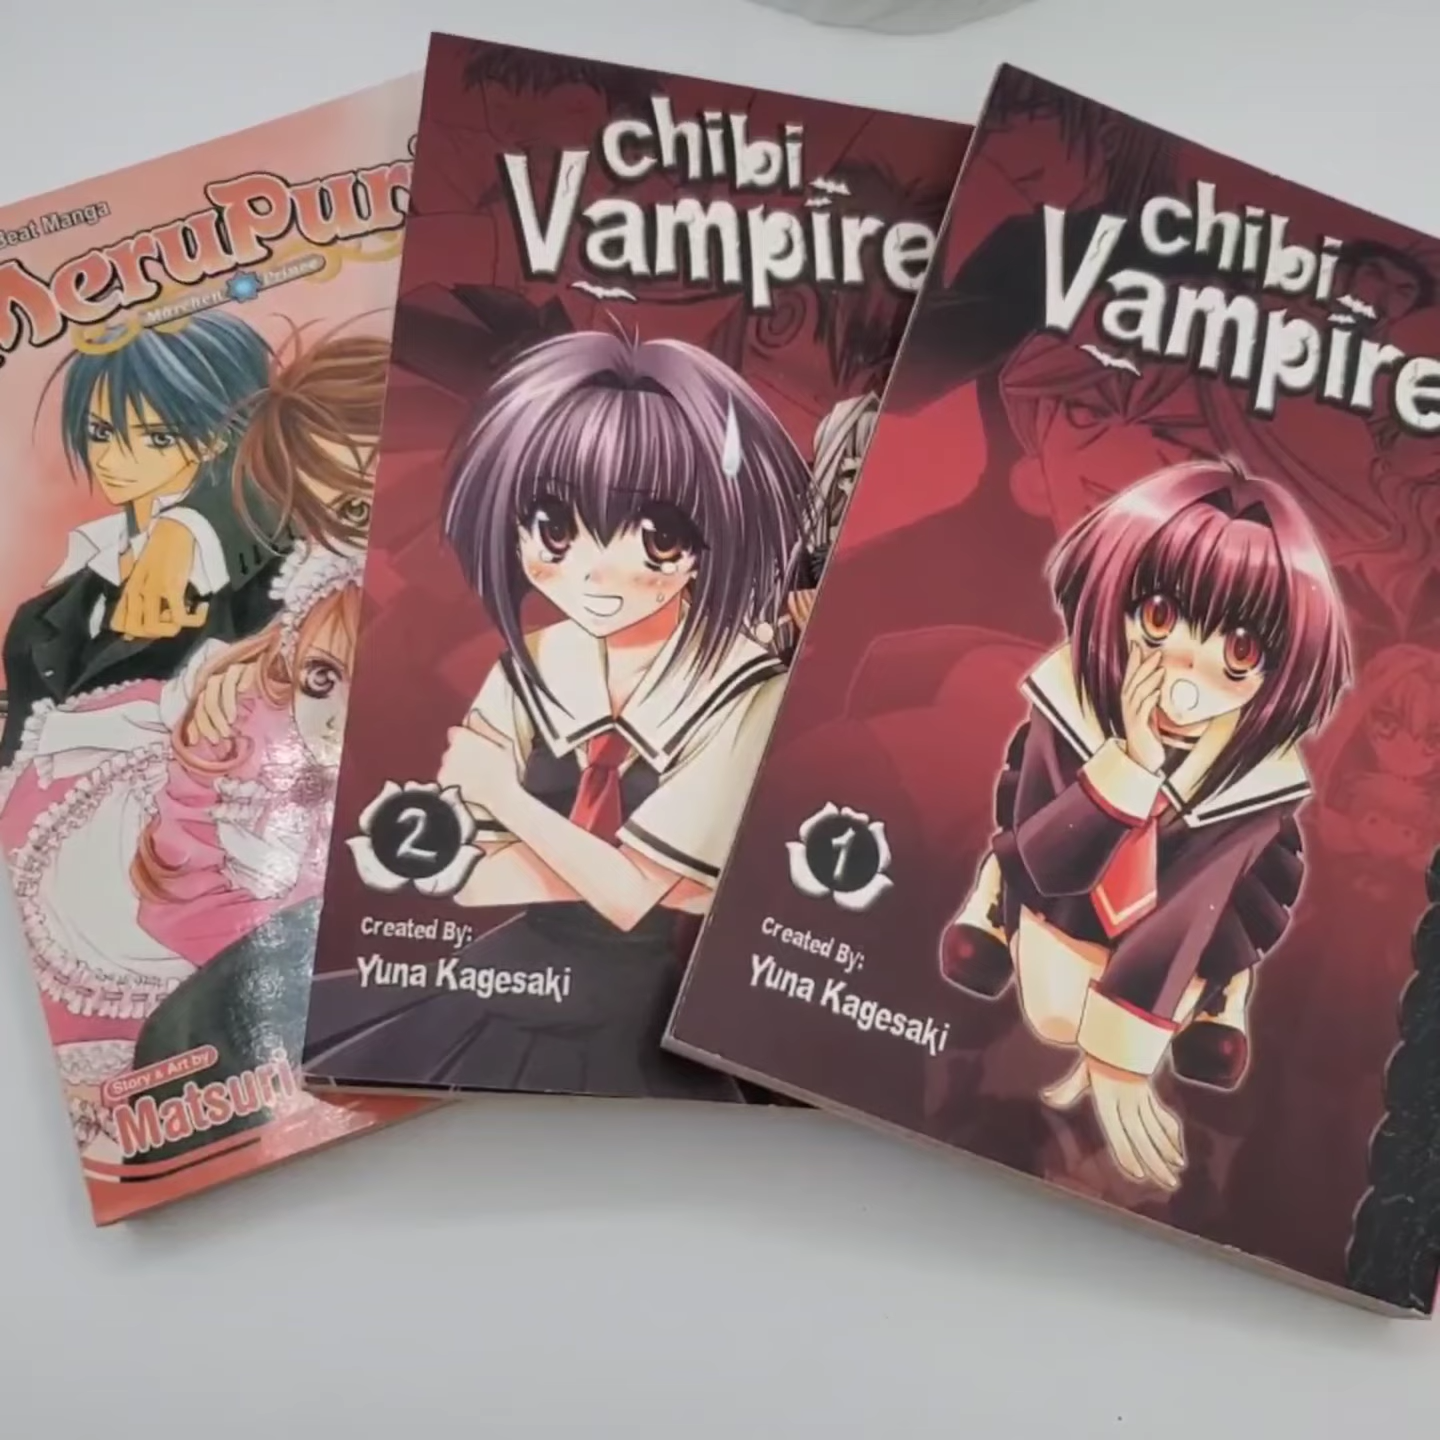 Beat Manga
MeruPuri
Märchen Prince
Story & Art by
Matsuri
chibi
Vampire
2
Created By:
Yuna Kagesaki
chibi
Vampire
1
Created By:
Yuna Kagesaki